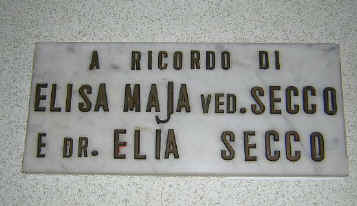 A RICORDO DI
ELISA MAJA VED. SECCO
E DR. ELIA SECCO